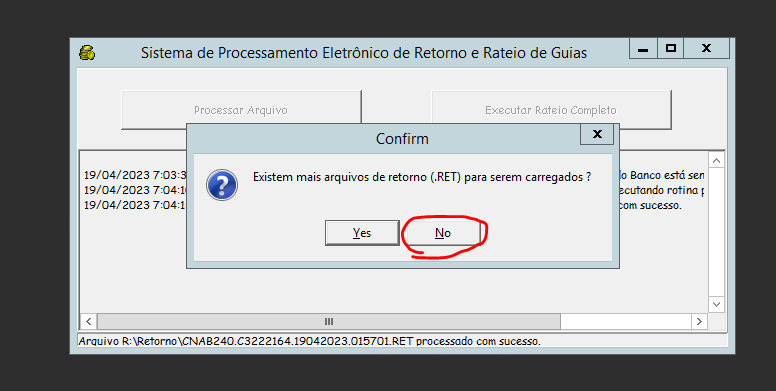 Sistema de Processamento Eletrônico de Retorno e Rateio de Guias
Processar Arquivo
Executar Rateio Completo
Confirm
Existem mais arquivos de retorno (.RET) para serem carregados ?
Yes
No
19/04/2023 7:03:3
do Banco está sen
19/04/2023 7:04:1
ecutando rotina p
19/04/2023 7:04:1
com sucesso.
Arquivo R:\Retorno\CNAB240.C3222164.19042023.015701.RET processado com sucesso.